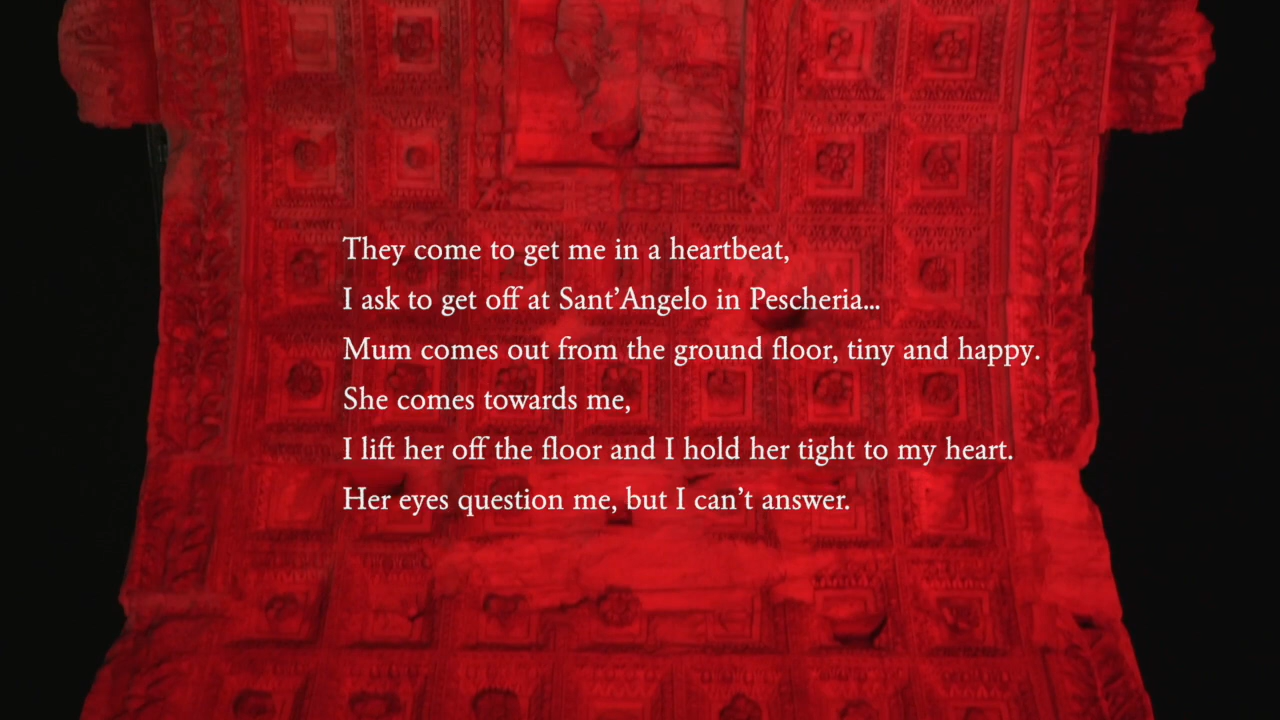 They come to get me in a heartbeat,
I ask to get off at Sant’Angelo in Pescheria...
Mum comes out from the ground floor, tiny and happy.
She comes towards me,
I lift her off the floor and I hold her tight to my heart.
Her eyes question me, but I can’t answer.